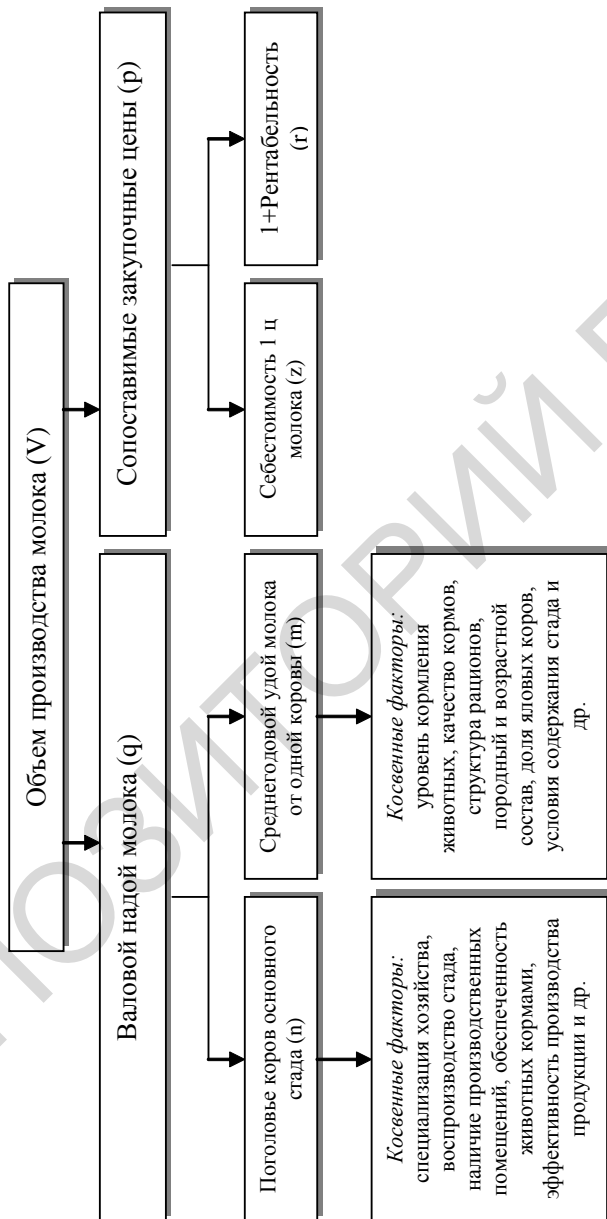 Объем производства молока (V)
Валовой надой молока (q)
Сопоставимые закупочные цены (p)
Поголовье коров основного
стада (n)
Среднегодовой удой молока
от одной коровы (m)
Себестоимость 1 ц
молока (z)
1+Рентабельность
(r)
Косвенные факторы:
специализация хозяйства,
воспроизводство стада,
наличие производственных
помещений, обеспеченность
животных кормами,
эффективность производства
продукции и др.
Косвенные факторы:
уровень кормления
животных, качество кормов,
структура рационов,
породный и возрастной
состав, доля яловых коров,
условия содержания стада и
др.